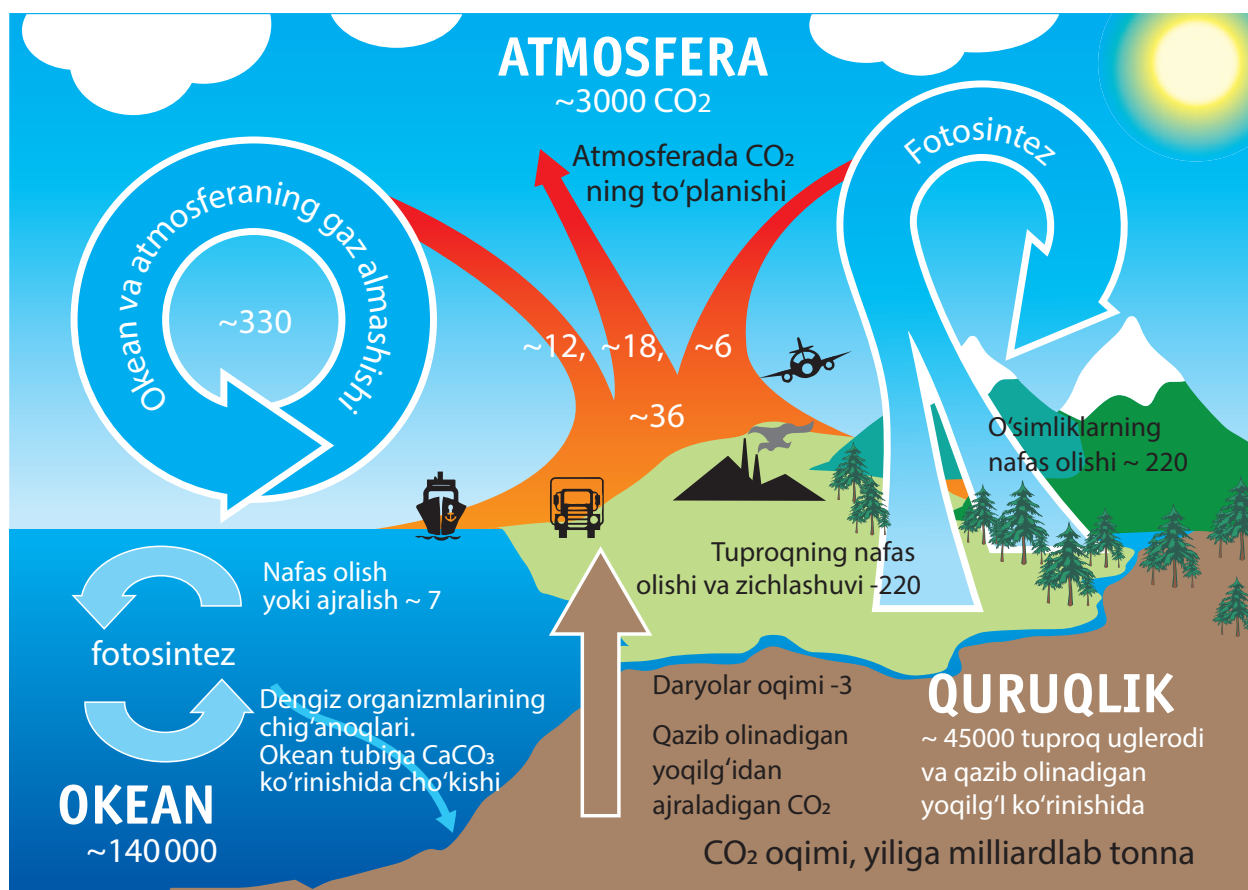 ATMOSFERA
~3000 CO₂
Atmosferada CO₂
ning to‘planishi
Fotosintez
Okean va atmosferaning gaz almashishi
~330
~12, ~18, ~6
~36
O‘simliklarning
nafas olishi ~ 220
Tuproqning nafas
olishi va zichlashuvi -220
Nafas olish
yoki ajralish ~ 7
fotosintez
Dengiz organizmlarining
chig‘anoqlari.
Okean tubiga CaCO₃
ko‘rinishida cho‘kishi
OKEAN
~140 000
Daryolar oqimi -3
Qazib olinadigan
yoqilg‘idan
ajraladigan CO₂
QURUQLIK
~ 45000 tuproq uglerodi
va qazib olinadigan
yoqilg‘I ko‘rinishida
CO₂ oqimi, yiliga milliardlab tonna